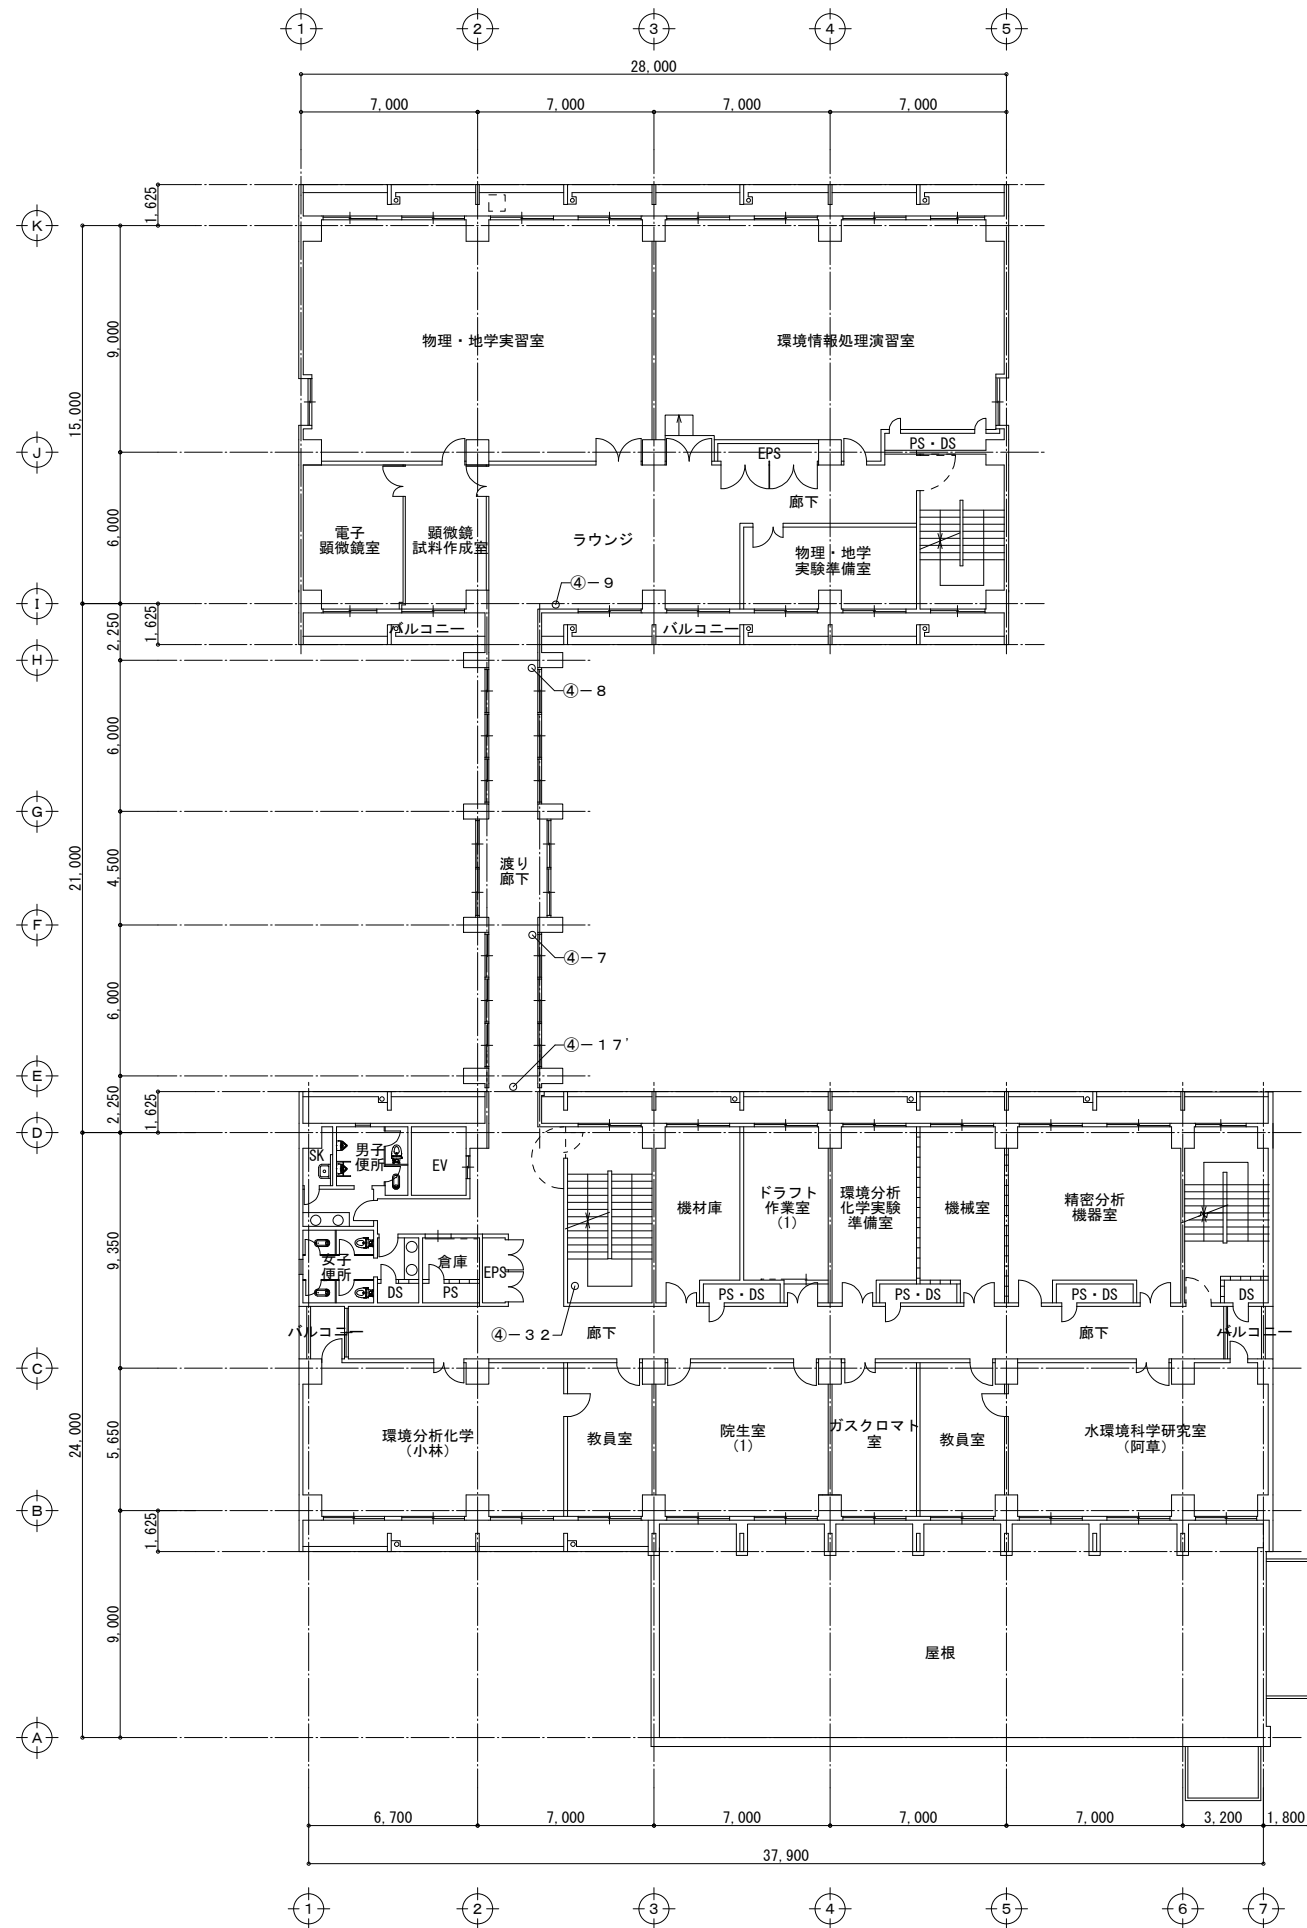 1 2 3 4 5
28,000
7,000 7,000 7,000 7,000
1,625
K
9,000
物理・地学実習室 環境情報処理演習室
15,000
J
PS・DS
EPS
廊下
6,000
電子
顕微鏡室
顕微鏡
試料作成室
ラウンジ
物理・地学
実験準備室
④-9
I
2,250
1,625
バルコニー バルコニー
H
④-8
6,000
G
21,000
4,500
渡り
廊下
F
④-7
6,000
④-17'
E
2,250
1,625
D
SK
男子
便所
EV
機材庫
ドラフト
作業室
(1)
環境分析
化学実験
準備室
機械室
精密分析
機器室
9,350
女子
便所
倉庫
EPS
DS
PS
PS・DS PS・DS PS・DS
DS
バルコニー
④-32
廊下 廊下
バルコニー
C
24,000
5,650
環境分析化学
(小林)
教員室
院生室
(1)
ガスクロマト
室
教員室
水環境科学研究室
(阿草)
B
1,625
9,000
屋根
A
6,700 7,000 7,000 7,000 7,000 3,200 1,800
37,900
1 2 3 4 5 6 7